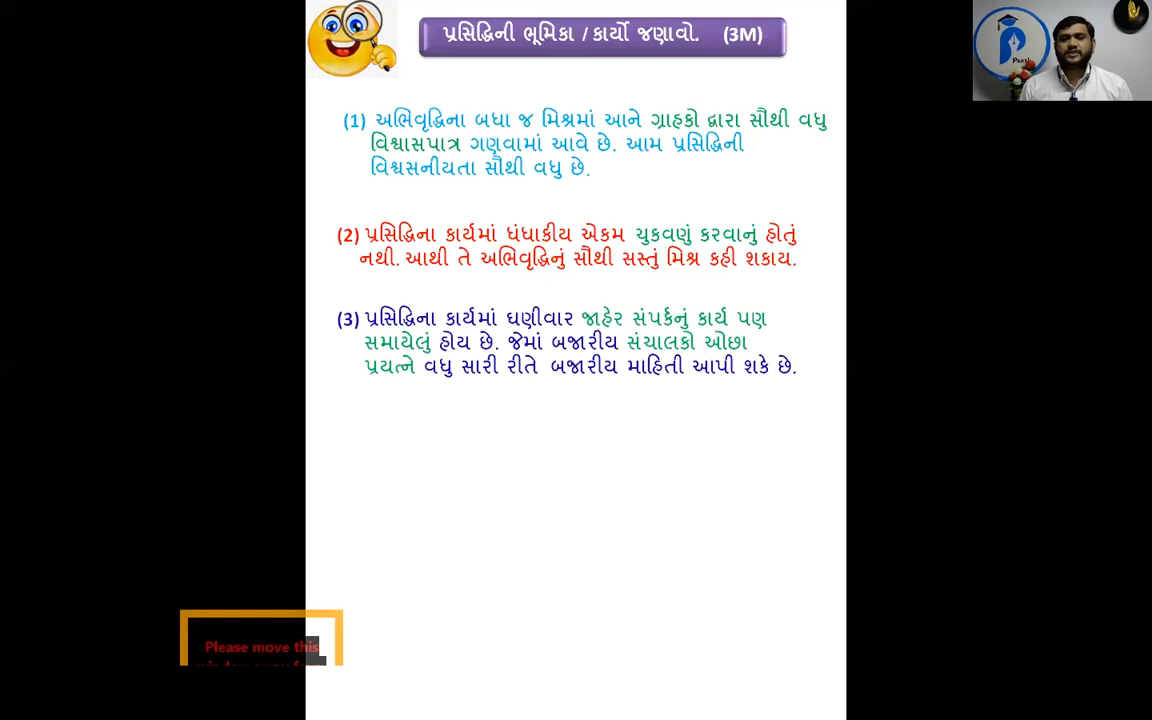 પ્રસિદ્ધિની ભૂમિકા / કાર્યો જણાવો. (3M)
(1) અભિવૃદ્ધિના બધા જ મિશ્રમાં આને ગ્રાહકો દ્વારા સૌથી વધુ
વિશ્વાસપાત્ર ગણવામાં આવે છે. આમ પ્રસિદ્ધિની
વિશ્વસનીયતા સૌથી વધુ છે.
(2) પ્રસિદ્ધિના કાર્યમાં ધંધાકીય એકમ ચુકવણું કરવાનું હોતું
નથી. આથી તે અભિવૃદ્ધિનું સૌથી સસ્તું મિશ્ર કહી શકાય.
(3) પ્રસિદ્ધિના કાર્યમાં ઘણીવાર જાહેર સંપર્કનું કાર્ય પણ
સમાયેલું હોય છે. જેમાં બજારીય સંચાલકો ઓછા
પ્રયત્ને વધુ સારી રીતે બજારીય માહિતી આપી શકે છે.
Please move this